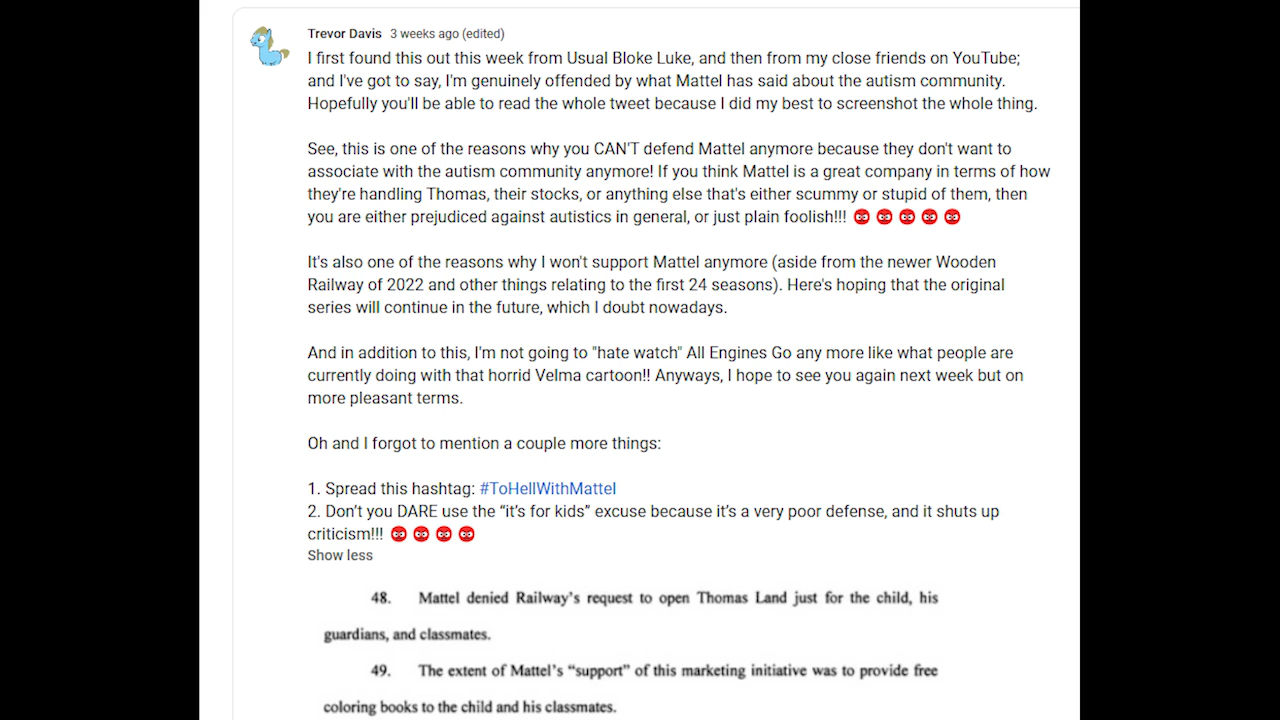 Trevor Davis 3 weeks ago (edited)
I first found this out this week from Usual Bloke Luke, and then from my close friends on YouTube;
and I've got to say, I'm genuinely offended by what Mattel has said about the autism community.
Hopefully you'll be able to read the whole tweet because I did my best to screenshot the whole thing.
See, this is one of the reasons why you CAN'T defend Mattel anymore because they don't want to
associate with the autism community anymore! If you think Mattel is a great company in terms of how
they're handling Thomas, their stocks, or anything else that's either scummy or stupid of them, then
you are either prejudiced against autistics in general, or just plain foolish!!!
It's also one of the reasons why I won't support Mattel anymore (aside from the newer Wooden
Railway of 2022 and other things relating to the first 24 seasons). Here's hoping that the original
series will continue in the future, which I doubt nowadays.
And in addition to this, I'm not going to "hate watch" All Engines Go any more like what people are
currently doing with that horrid Velma cartoon!! Anyways, I hope to see you again next week but on
more pleasant terms.
Oh and I forgot to mention a couple more things:
1. Spread this hashtag: #ToHellWithMattel
2. Don’t you DARE use the “it’s for kids” excuse because it’s a very poor defense, and it shuts up
criticism!!!
Show less
48. Mattel denied Railway's request to open Thomas Land just for the child, his
guardians, and classmates.
49. The extent of Mattel's “support” of this marketing initiative was to provide free
coloring books to the child and his classmates.